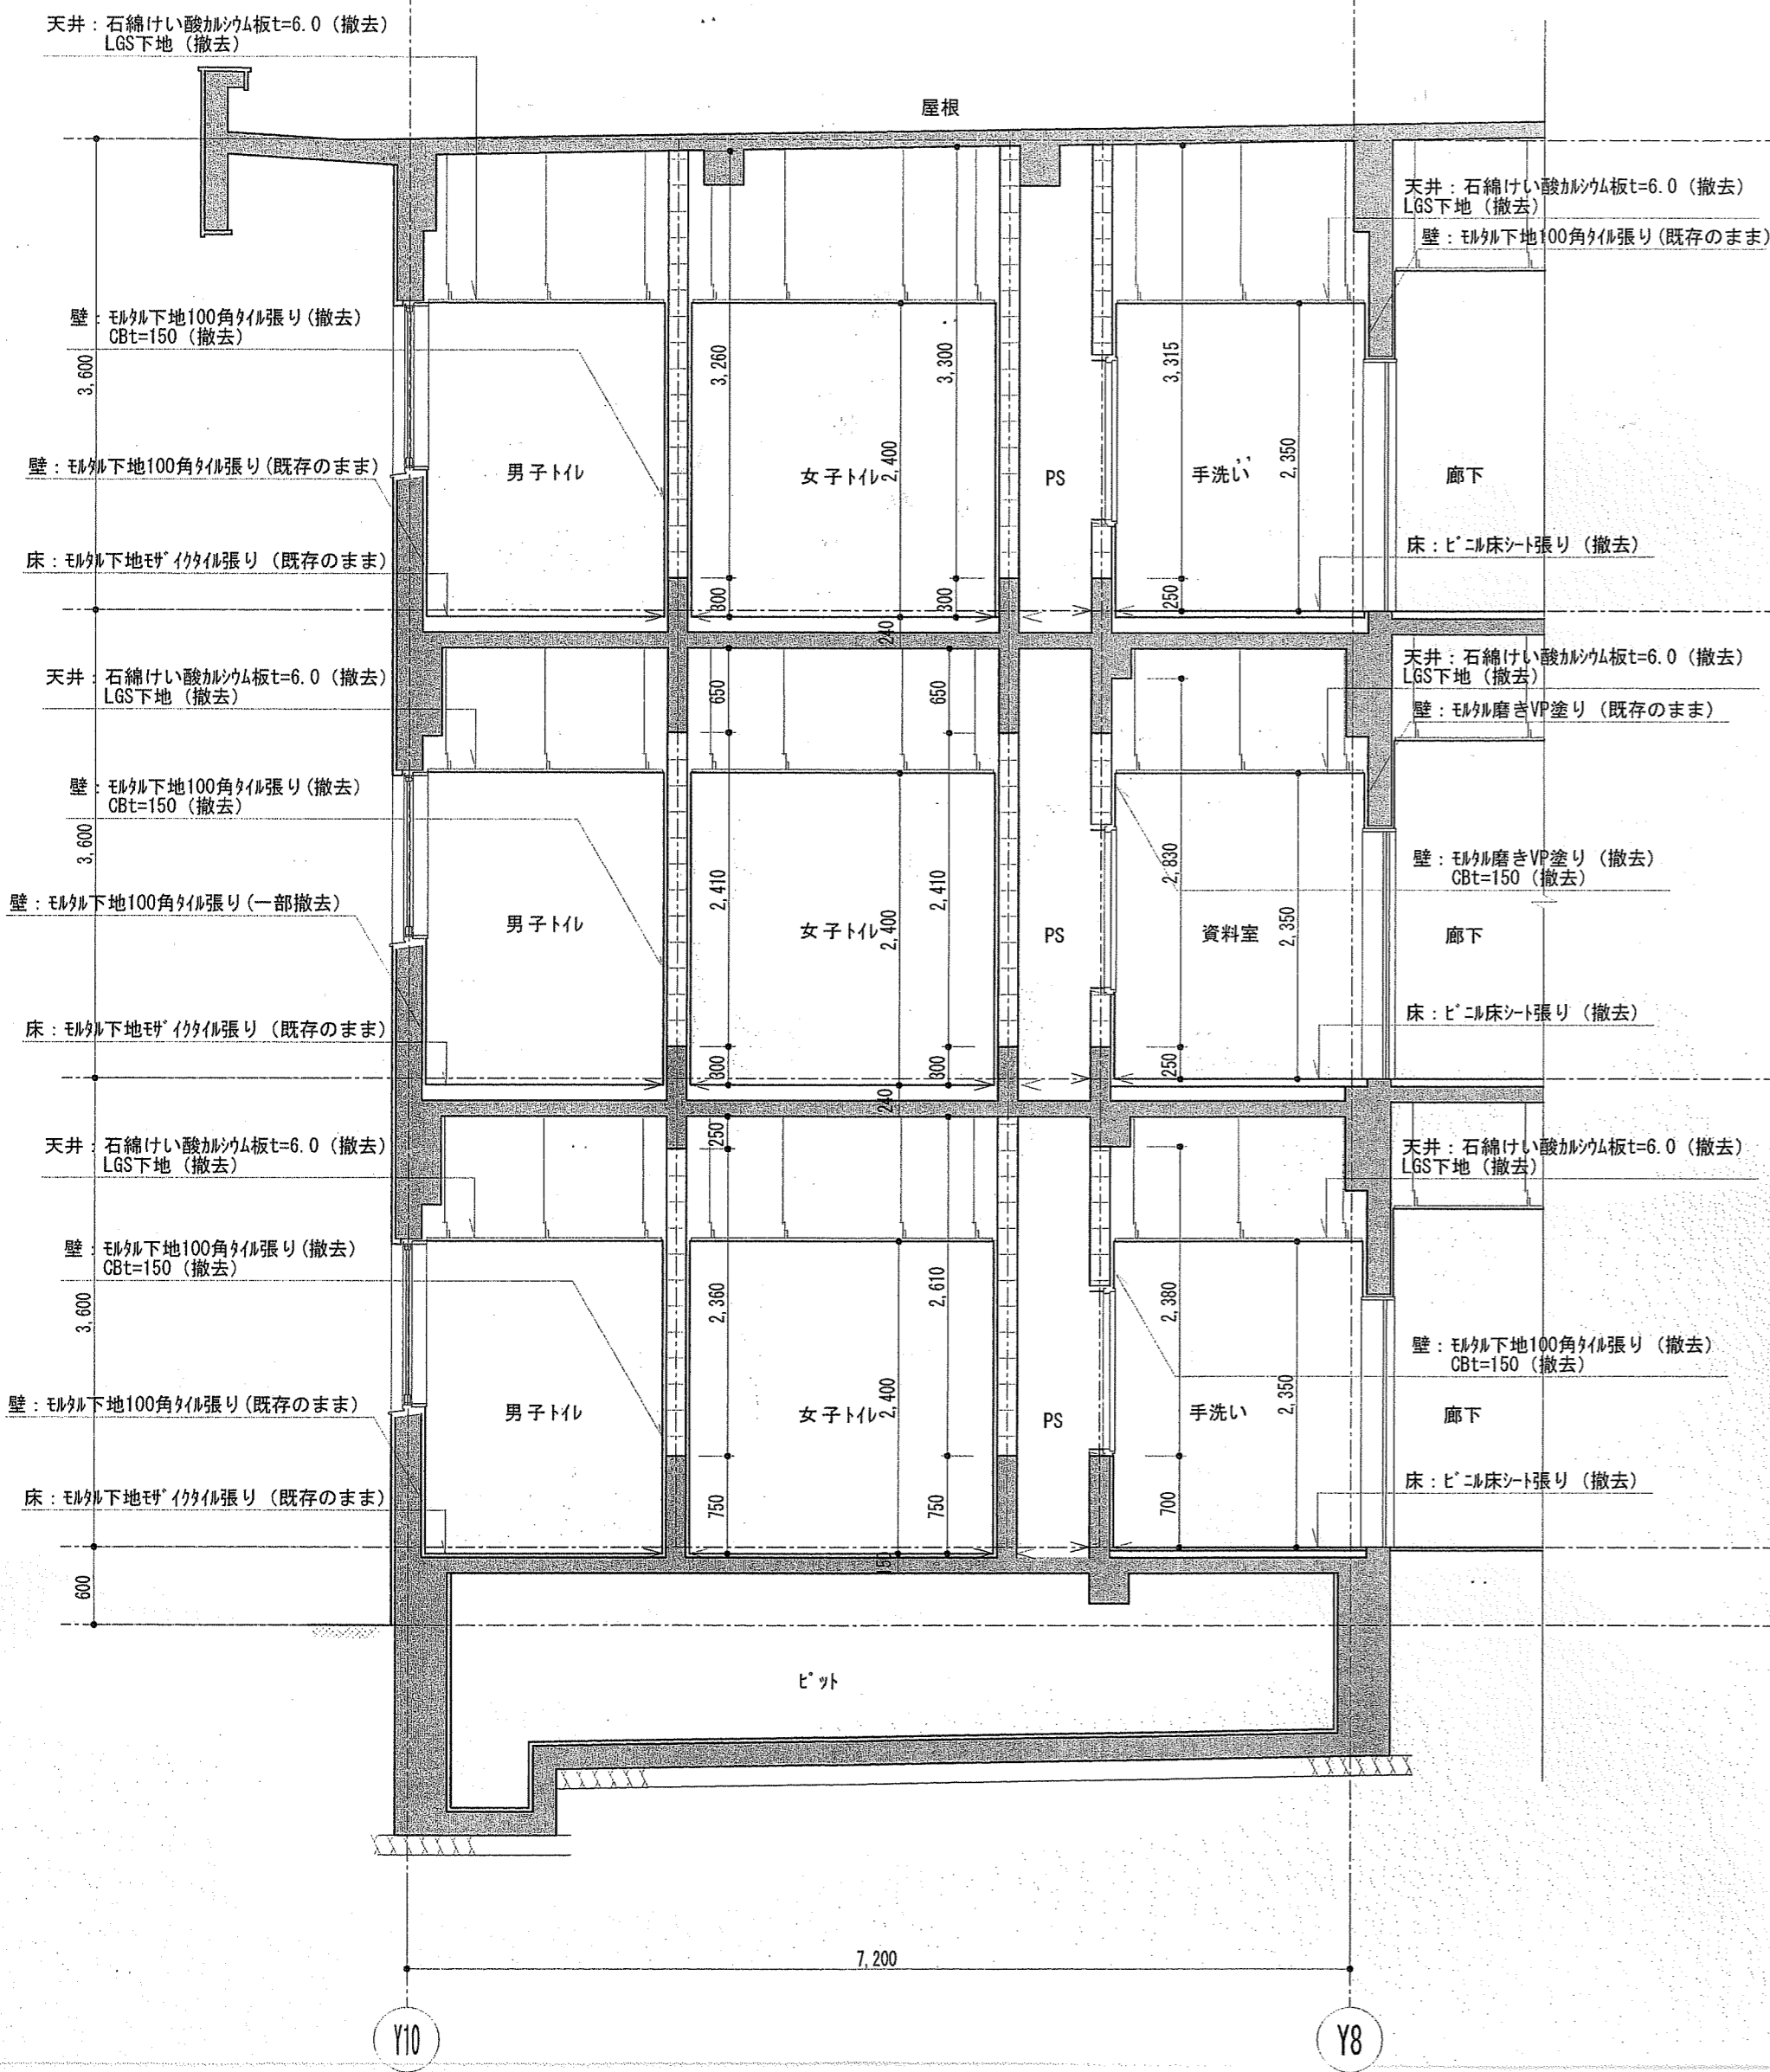 天井：石綿けい酸ｶﾙｼｳﾑ板t=6.0（撤去）
LGS下地（撤去）
屋根
天井：石綿けい酸ｶﾙｼｳﾑ板t=6.0（撤去）
LGS下地（撤去）
壁：ﾓﾙﾀﾙ下地100角ﾀｲﾙ張り(既存のまま)
壁：ﾓﾙﾀﾙ下地100角ﾀｲﾙ張り(撤去)
CBt=150（撤去）
3,600
3,260
3,300
3,315
2,400
2,350
壁：ﾓﾙﾀﾙ下地100角ﾀｲﾙ張り(既存のまま)
男子ﾄｲﾚ
女子ﾄｲﾚ
PS
手洗い
廊下
床：ﾓﾙﾀﾙ下地ﾓｻﾞｲｸﾀｲﾙ張り（既存のまま）
床：ﾋﾞﾆﾙ床ｼｰﾄ張り（撤去）
300
300
250
240
天井：石綿けい酸ｶﾙｼｳﾑ板t=6.0（撤去）
LGS下地（撤去）
650
650
天井：石綿けい酸ｶﾙｼｳﾑ板t=6.0（撤去）
LGS下地（撤去）
壁：ﾓﾙﾀﾙ磨きVP塗り（既存のまま）
壁：ﾓﾙﾀﾙ下地100角ﾀｲﾙ張り(撤去)
CBt=150（撤去）
3,600
2,410
2,410
2,830
2,400
2,350
壁：ﾓﾙﾀﾙ磨きVP塗り（撤去）
CBt=150（撤去）
壁：ﾓﾙﾀﾙ下地100角ﾀｲﾙ張り(一部撤去)
男子ﾄｲﾚ
女子ﾄｲﾚ
PS
資料室
廊下
床：ﾓﾙﾀﾙ下地ﾓｻﾞｲｸﾀｲﾙ張り（既存のまま）
床：ﾋﾞﾆﾙ床ｼｰﾄ張り（撤去）
300
300
250
240
天井：石綿けい酸ｶﾙｼｳﾑ板t=6.0（撤去）
LGS下地（撤去）
250
天井：石綿けい酸ｶﾙｼｳﾑ板t=6.0（撤去）
LGS下地（撤去）
壁：ﾓﾙﾀﾙ下地100角ﾀｲﾙ張り(撤去)
CBt=150（撤去）
3,600
2,360
2,610
2,380
2,400
2,350
壁：ﾓﾙﾀﾙ下地100角ﾀｲﾙ張り（撤去）
CBt=150（撤去）
壁：ﾓﾙﾀﾙ下地100角ﾀｲﾙ張り(既存のまま)
男子ﾄｲﾚ
女子ﾄｲﾚ
PS
手洗い
廊下
床：ﾓﾙﾀﾙ下地ﾓｻﾞｲｸﾀｲﾙ張り（既存のまま）
床：ﾋﾞﾆﾙ床ｼｰﾄ張り（撤去）
750
750
700
600
ﾋﾟｯﾄ
7,200
Y10
Y8